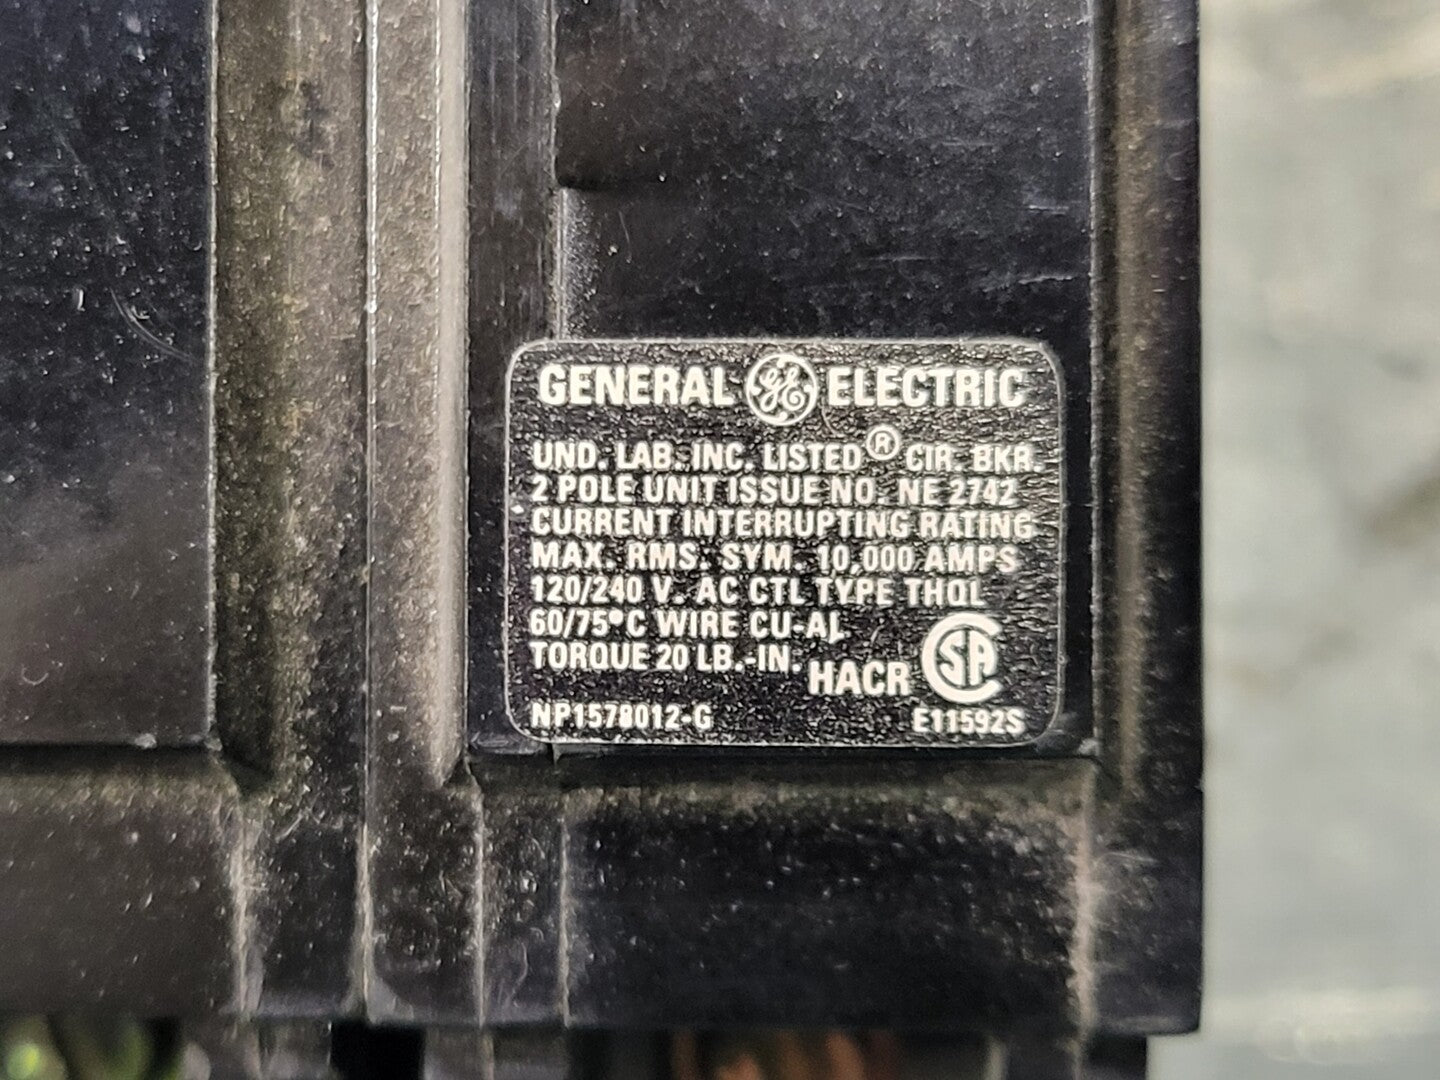 GENERAL GE ELECTRIC
UND. LAB. INC. LISTED ® CIR. BKR.
2 POLE UNIT ISSUE NO. NE 2742
CURRENT INTERRUPTING RATING
MAX. RMS. SYM. 10,000 AMPS
120/240 V. AC CTL TYPE THQL
60/75°C WIRE CU-AL
TORQUE 20 LB.-IN. HACR SA
NP1578012-G E11592S